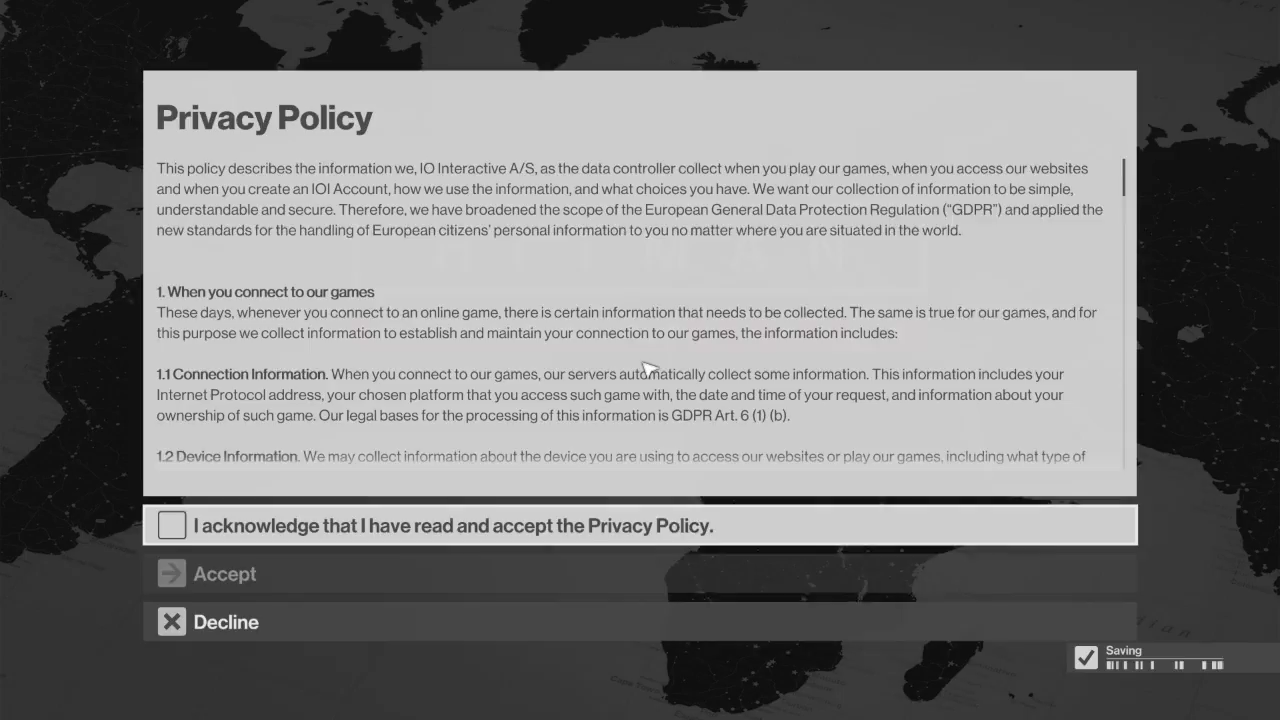 Privacy Policy
This policy describes the information we, IO Interactive A/S, as the data controller collect when you play our games, when you access our websites
and when you create an IOI Account, how we use the information, and what choices you have. We want our collection of information to be simple,
understandable and secure. Therefore, we have broadened the scope of the European General Data Protection Regulation (“GDPR”) and applied the
new standards for the handling of European citizens’ personal information to you no matter where you are situated in the world.
HITMAN
1. When you connect to our games
These days, whenever you connect to an online game, there is certain information that needs to be collected. The same is true for our games, and for
this purpose we collect information to establish and maintain your connection to our games, the information includes:
1.1 Connection Information. When you connect to our games, our servers automatically collect some information. This information includes your
Internet Protocol address, your chosen platform that you access such game with, the date and time of your request, and information about your
ownership of such game. Our legal bases for the processing of this information is GDPR Art. 6 (1) (b).
1.2 Device Information. We may collect information about the device you are using to access our websites or play our games, including what type of
I acknowledge that I have read and accept the Privacy Policy.
Accept
Decline
Saving